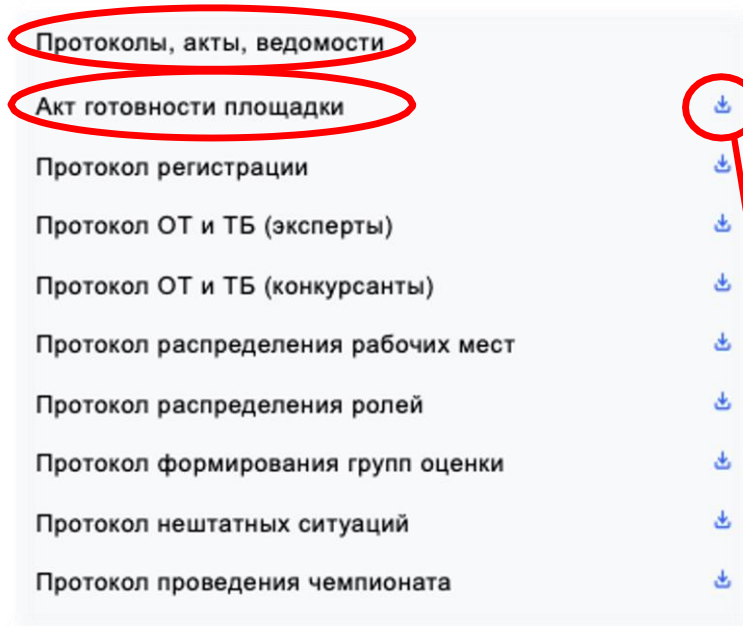 Протоколы, акты, ведомости
Акт готовности площадки
Протокол регистрации
Протокол ОТ и ТБ (эксперты)
Протокол ОТ и ТБ (конкурсанты)
Протокол распределения рабочих мест
Протокол распределения ролей
Протокол формирования групп оценки
Протокол нештатных ситуаций
Протокол проведения чемпионата